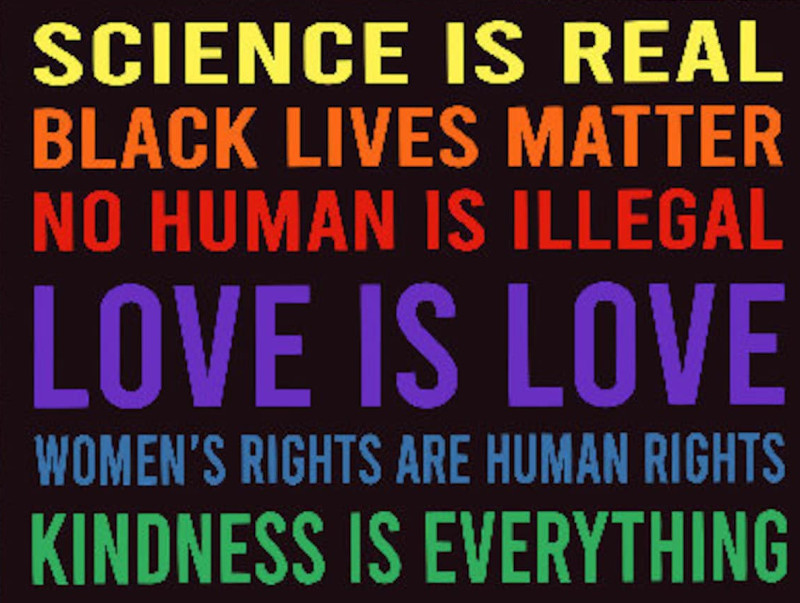 SCIENCE IS REAL
BLACK LIVES MATTER
NO HUMAN IS ILLEGAL
LOVE IS LOVE
WOMEN'S RIGHTS ARE HUMAN RIGHTS
KINDNESS IS EVERYTHING